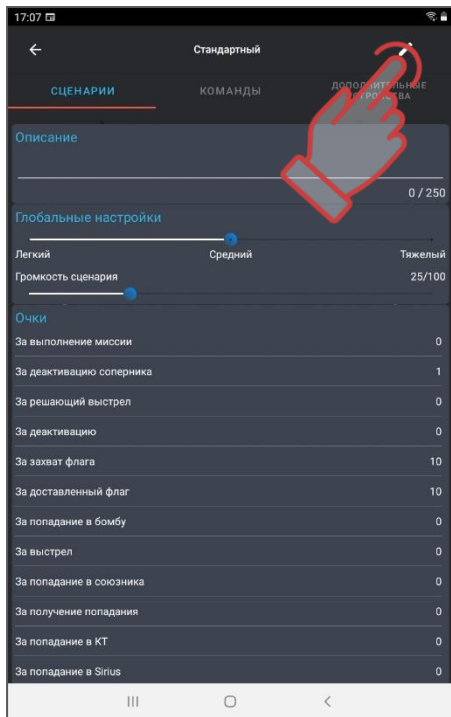 17:07
Стандартный
СЦЕНАРИИ
КОМАНДЫ
ДОПОЛНИТЕЛЬНЫЕ
УСТРОЙСТВА
Описание
0 / 250
Глобальные настройки
Легкий Средний Тяжелый
Громкость сценария 25/100
Очки
За выполнение миссии 0
За деактивацию соперника 1
За решающий выстрел 0
За деактивацию 0
За захват флага 10
За доставленный флаг 10
За попадание в бомбу 0
За выстрел 0
За попадание в союзника 0
За получение попадания 0
За попадание в КТ 0
За попадание в Sirius 0